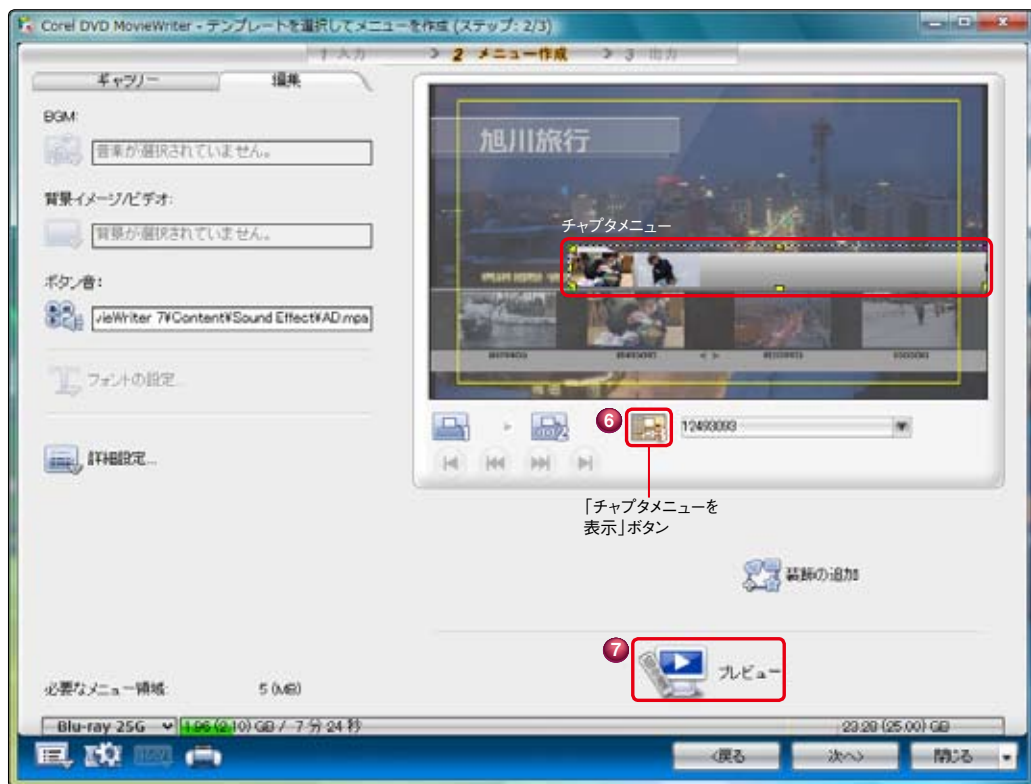 Corel DVD MovieWriter - テンプレートを選択してメニューを作成 (ステップ: 2/3)
1 入力 > 2 メニュー作成 > 3 出力
ギャラリー 編集
BGM:
音楽が選択されていません。
背景イメージ/ビデオ:
背景が選択されていません。
ボタン音:
vieWriter 7¥Content¥Sound Effect¥AD.mpa
フォントの設定...
詳細設定...
旭川旅行
チャプタメニュー
6
12493093
「チャプタメニューを
表示」ボタン
装飾の追加
7
プレビュー
必要なメニュー領域: 5 (MB)
Blu-ray 25G 1.96 (2.10) GB / 7 分 24 秒 23.28 (25.00) GB
<戻る 次へ> 閉じる